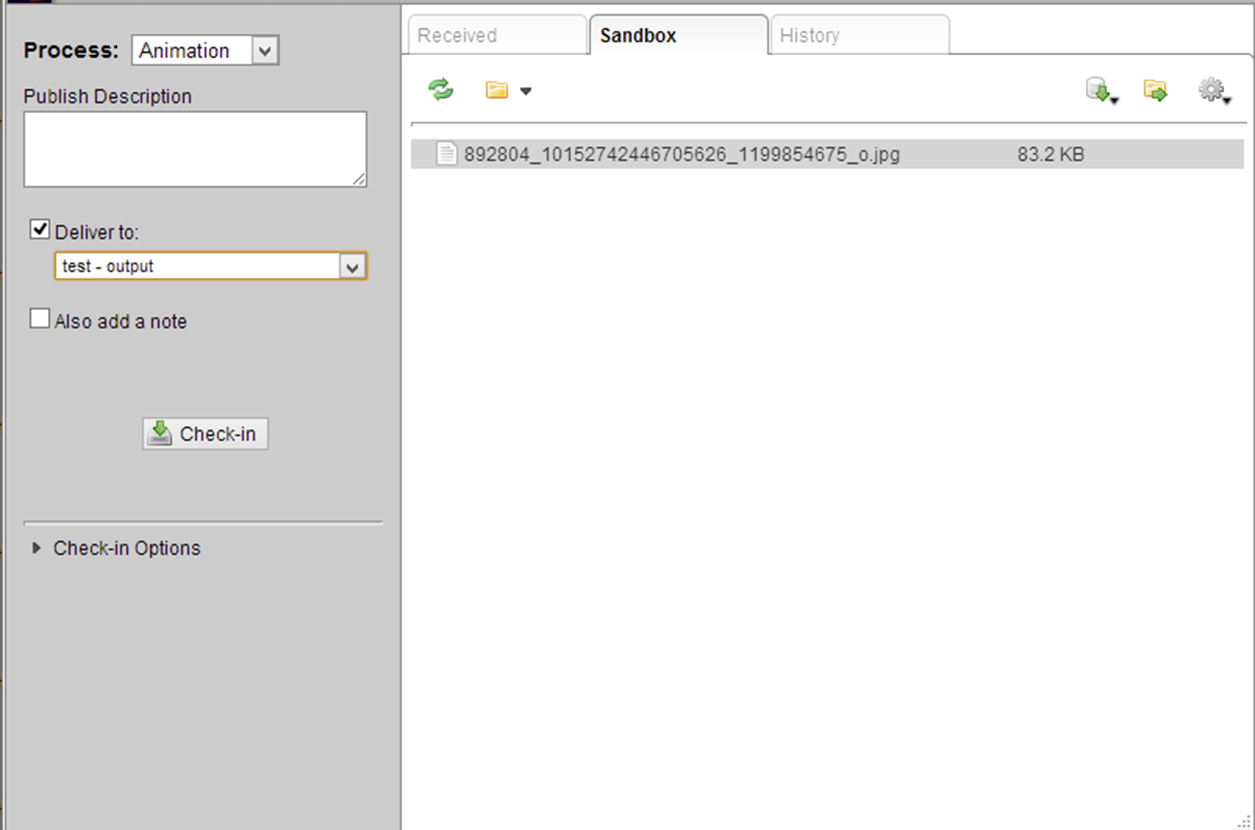 Process: Animation
Publish Description
Deliver to:
test - output
Also add a note
Check-in
Check-in Options
Received
Sandbox
History
892804_10152742446705626_1199854675_o.jpg 83.2 KB